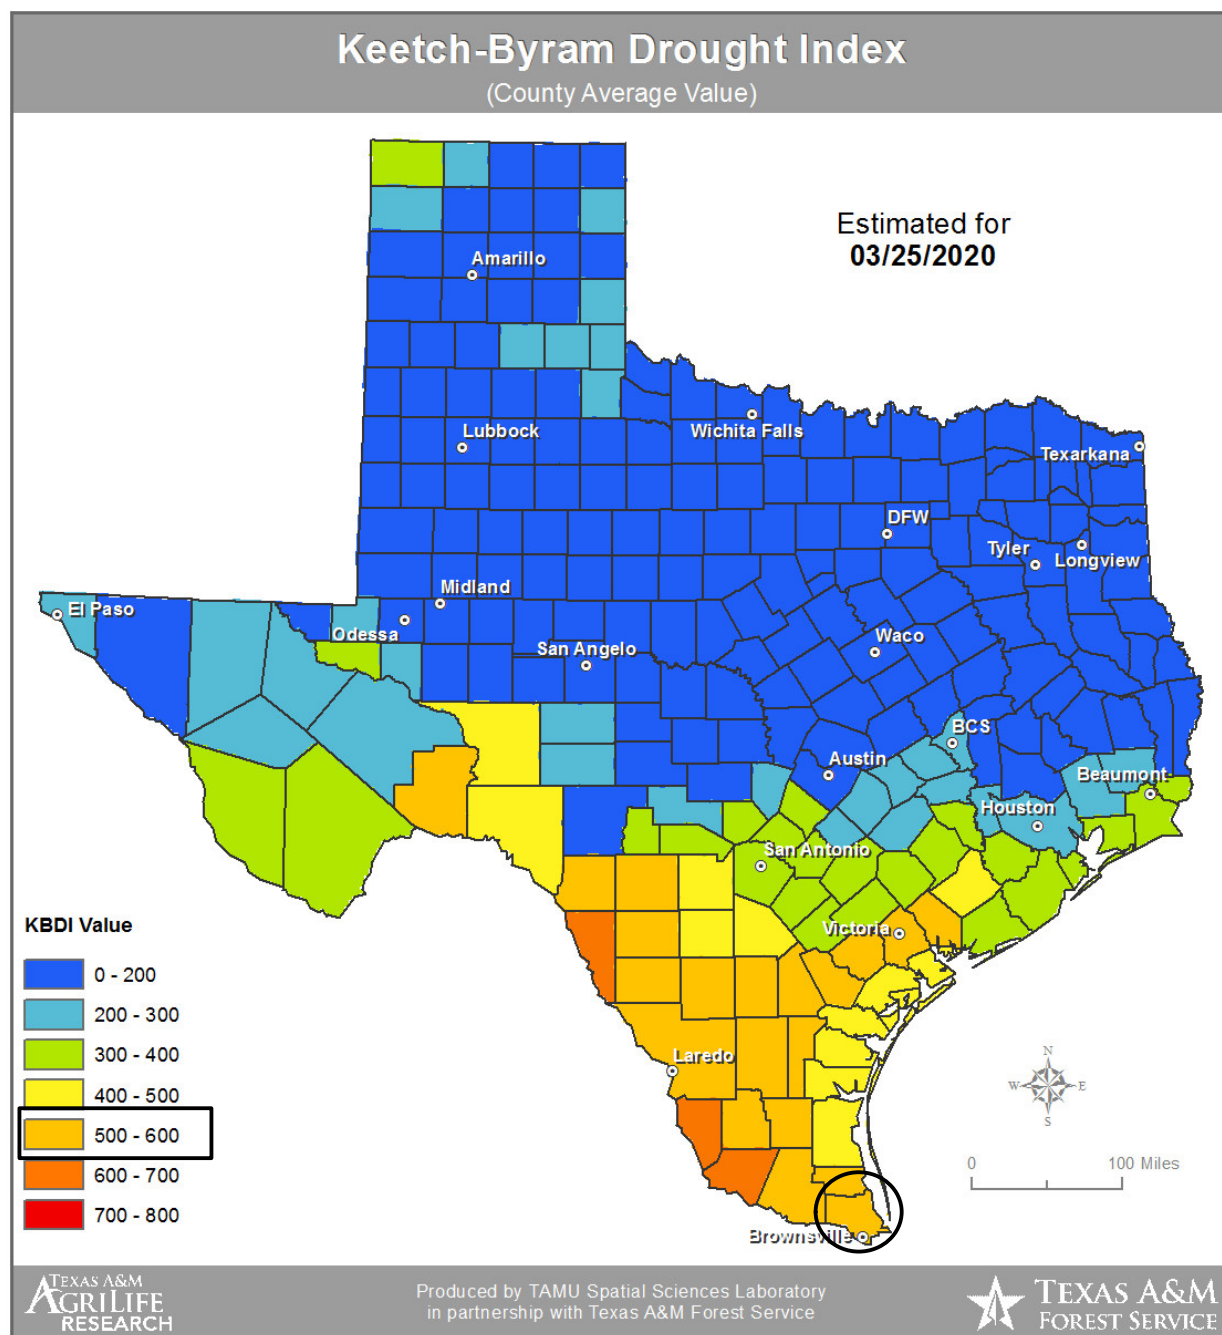 Keetch-Byram Drought Index
(County Average Value)
Estimated for
03/25/2020
Amarillo
Lubbock
Wichita Falls
Texarkana
DFW
Tyler
Longview
Midland
El Paso
Odessa
San Angelo
Waco
BCS
Austin
Beaumont
Houston
San Antonio
Victoria
Laredo
Brownsville
KBDI Value
0 - 200
200 - 300
300 - 400
400 - 500
500 - 600
600 - 700
700 - 800
N
W E
S
0 100 Miles
TEXAS A&M
AGRILIFE
RESEARCH
Produced by TAMU Spatial Sciences Laboratory
in partnership with Texas A&M Forest Service
TEXAS A&M
FOREST SERVICE